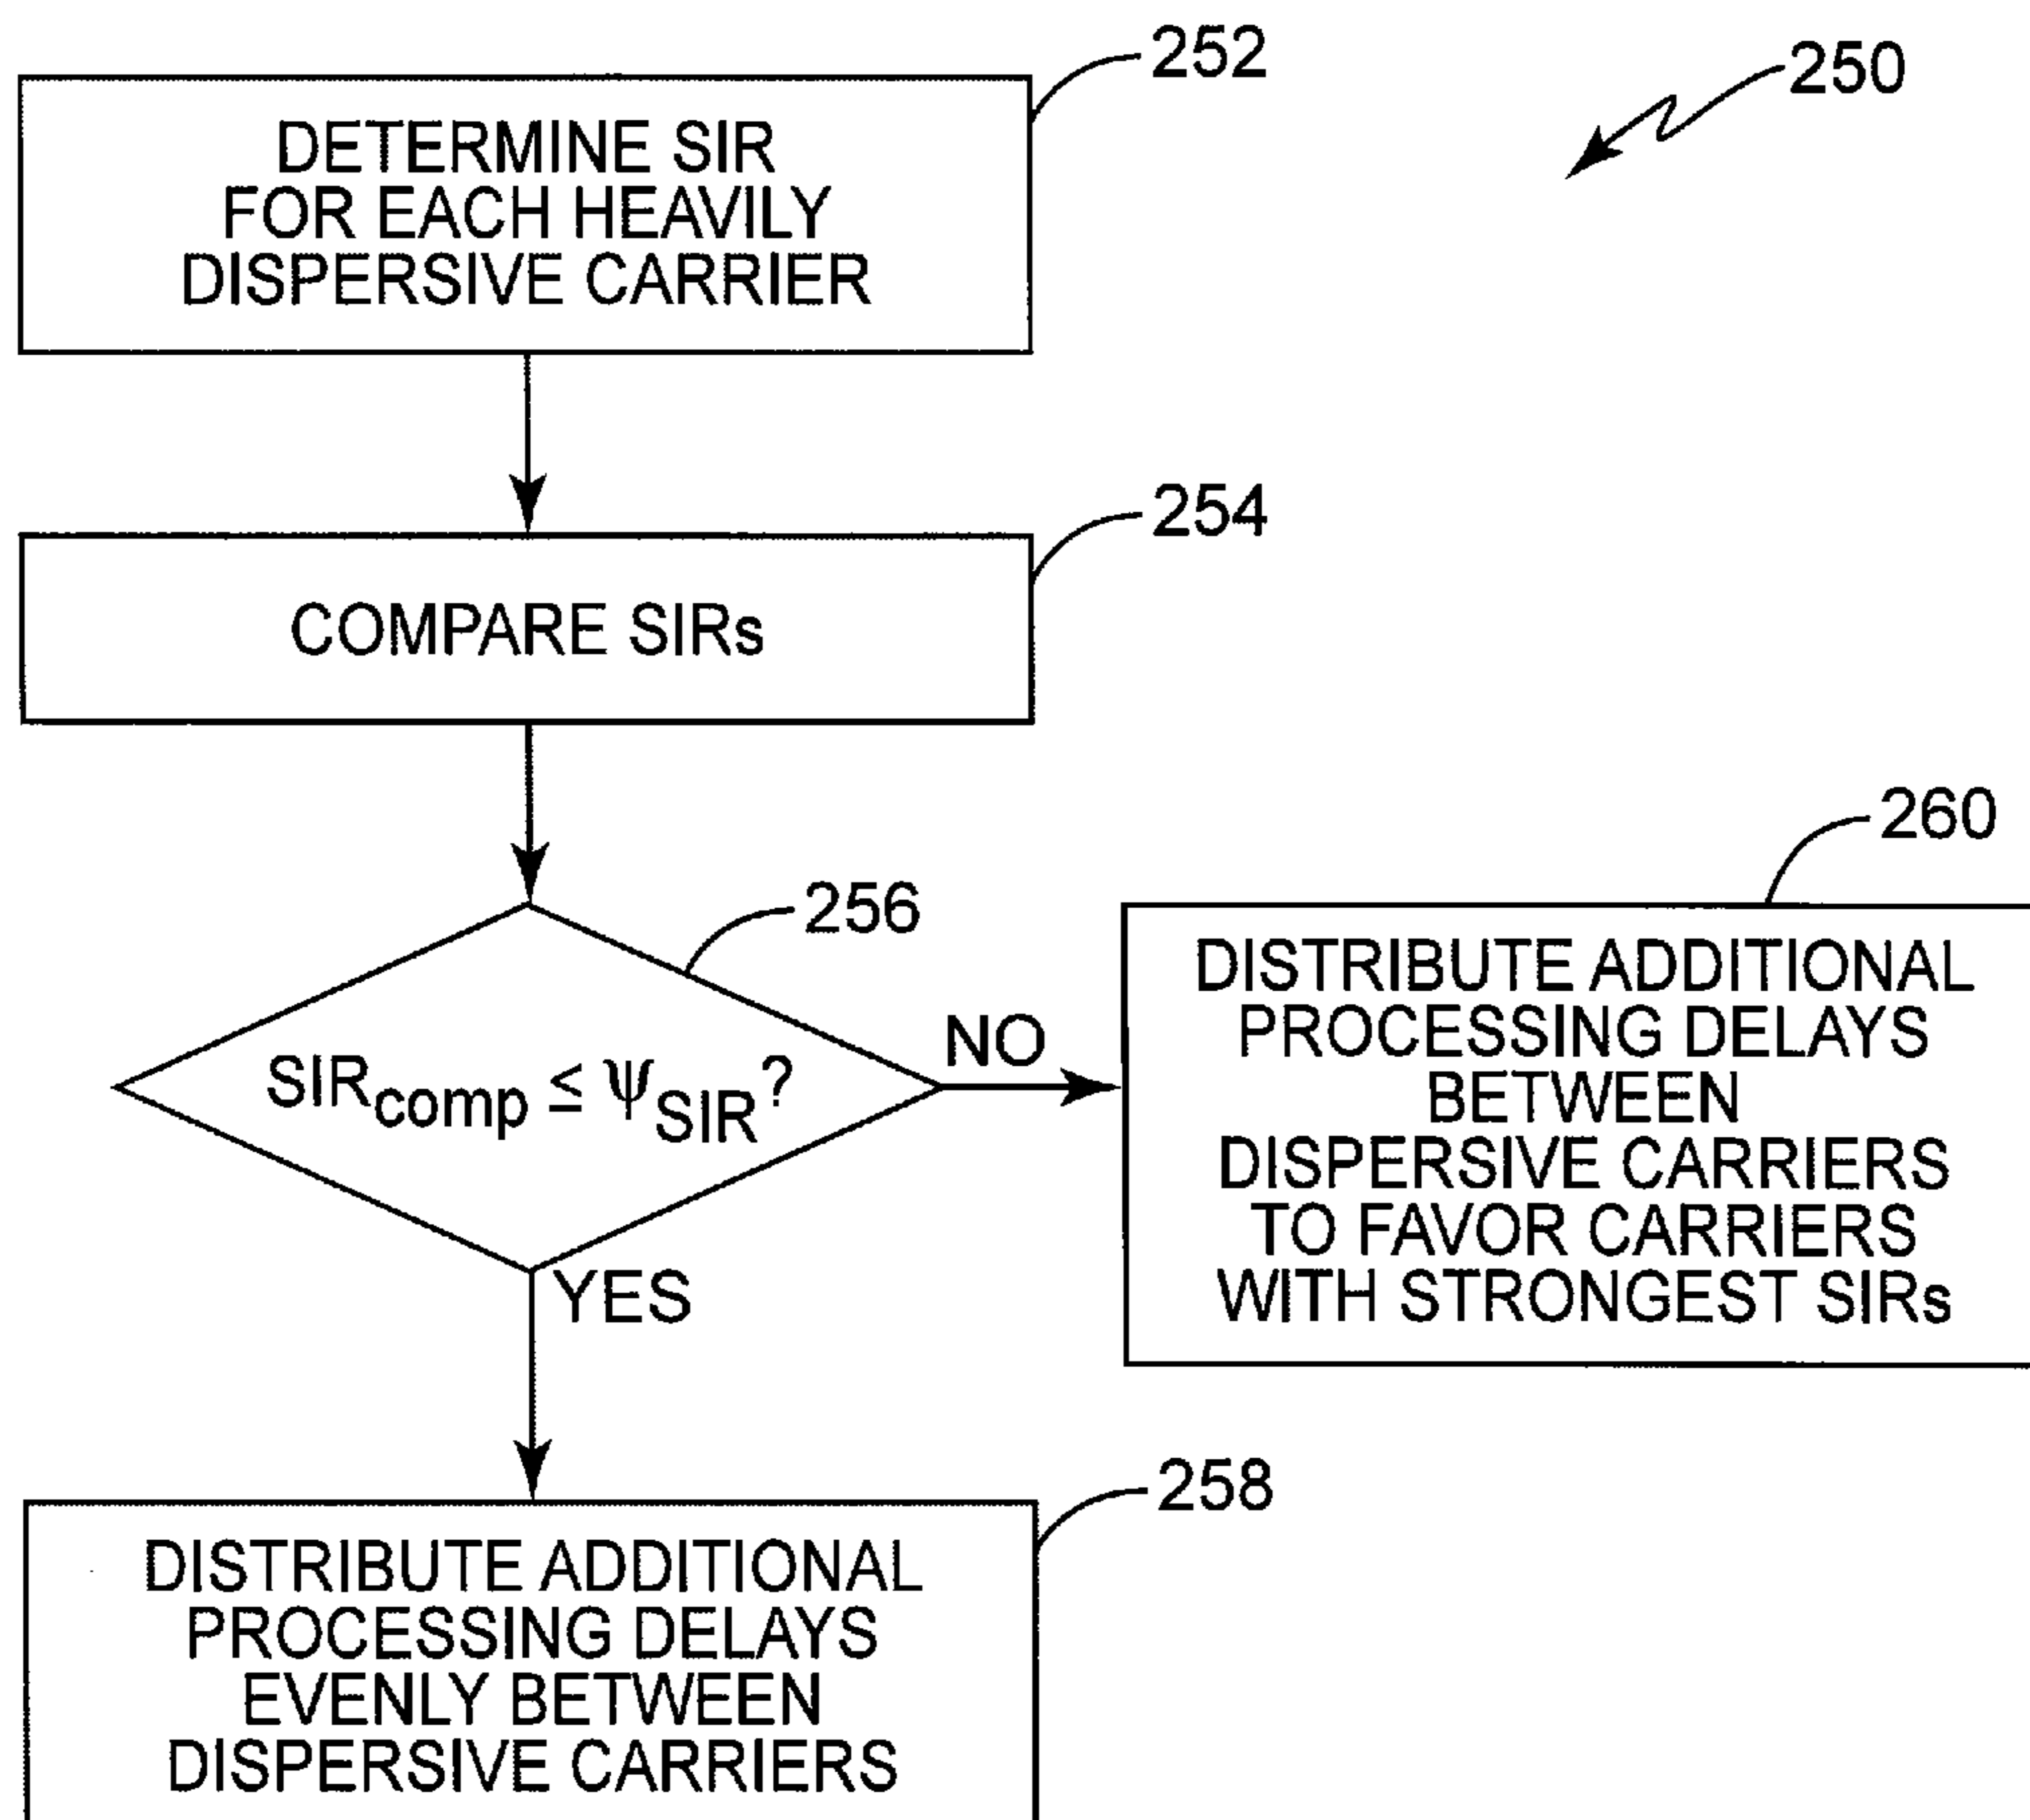 252
250
DETERMINE SIR
FOR EACH HEAVILY
DISPERSIVE CARRIER
254
COMPARE SIRs
256
SIRcomp ≤ ψSIR?
NO
YES
260
DISTRIBUTE ADDITIONAL
PROCESSING DELAYS
BETWEEN
DISPERSIVE CARRIERS
TO FAVOR CARRIERS
WITH STRONGEST SIRs
258
DISTRIBUTE ADDITIONAL
PROCESSING DELAYS
EVENLY BETWEEN
DISPERSIVE CARRIERS